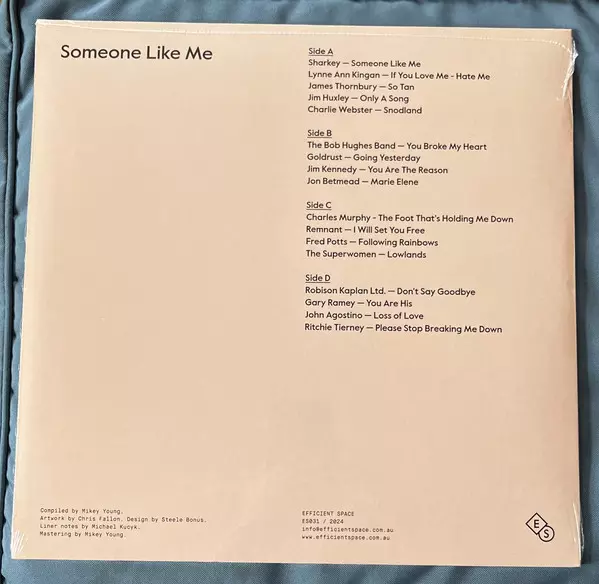 Someone Like Me
Side A
Sharkey — Someone Like Me
Lynne Ann Kingan — If You Love Me - Hate Me
James Thornbury — So Tan
Jim Huxley — Only A Song
Charlie Webster — Snodland
Side B
The Bob Hughes Band — You Broke My Heart
Goldrust — Going Yesterday
Jim Kennedy — You Are The Reason
Jon Betmead — Marie Elene
Side C
Charles Murphy - The Foot That's Holding Me Down
Remnant — I Will Set You Free
Fred Potts — Following Rainbows
The Superwomen — Lowlands
Side D
Robison Kaplan Ltd. — Don't Say Goodbye
Gary Ramey — You Are His
John Agostino — Loss of Love
Ritchie Tierney — Please Stop Breaking Me Down
Compiled by Mikey Young.
Artwork by Chris Fallon. Design by Steele Bonus.
Liner notes by Michael Kucyk.
Mastering by Mikey Young.
EFFICIENT SPACE
ES031 / 2024
info@efficientspace.com.au
www.efficientspace.com.au
E
S